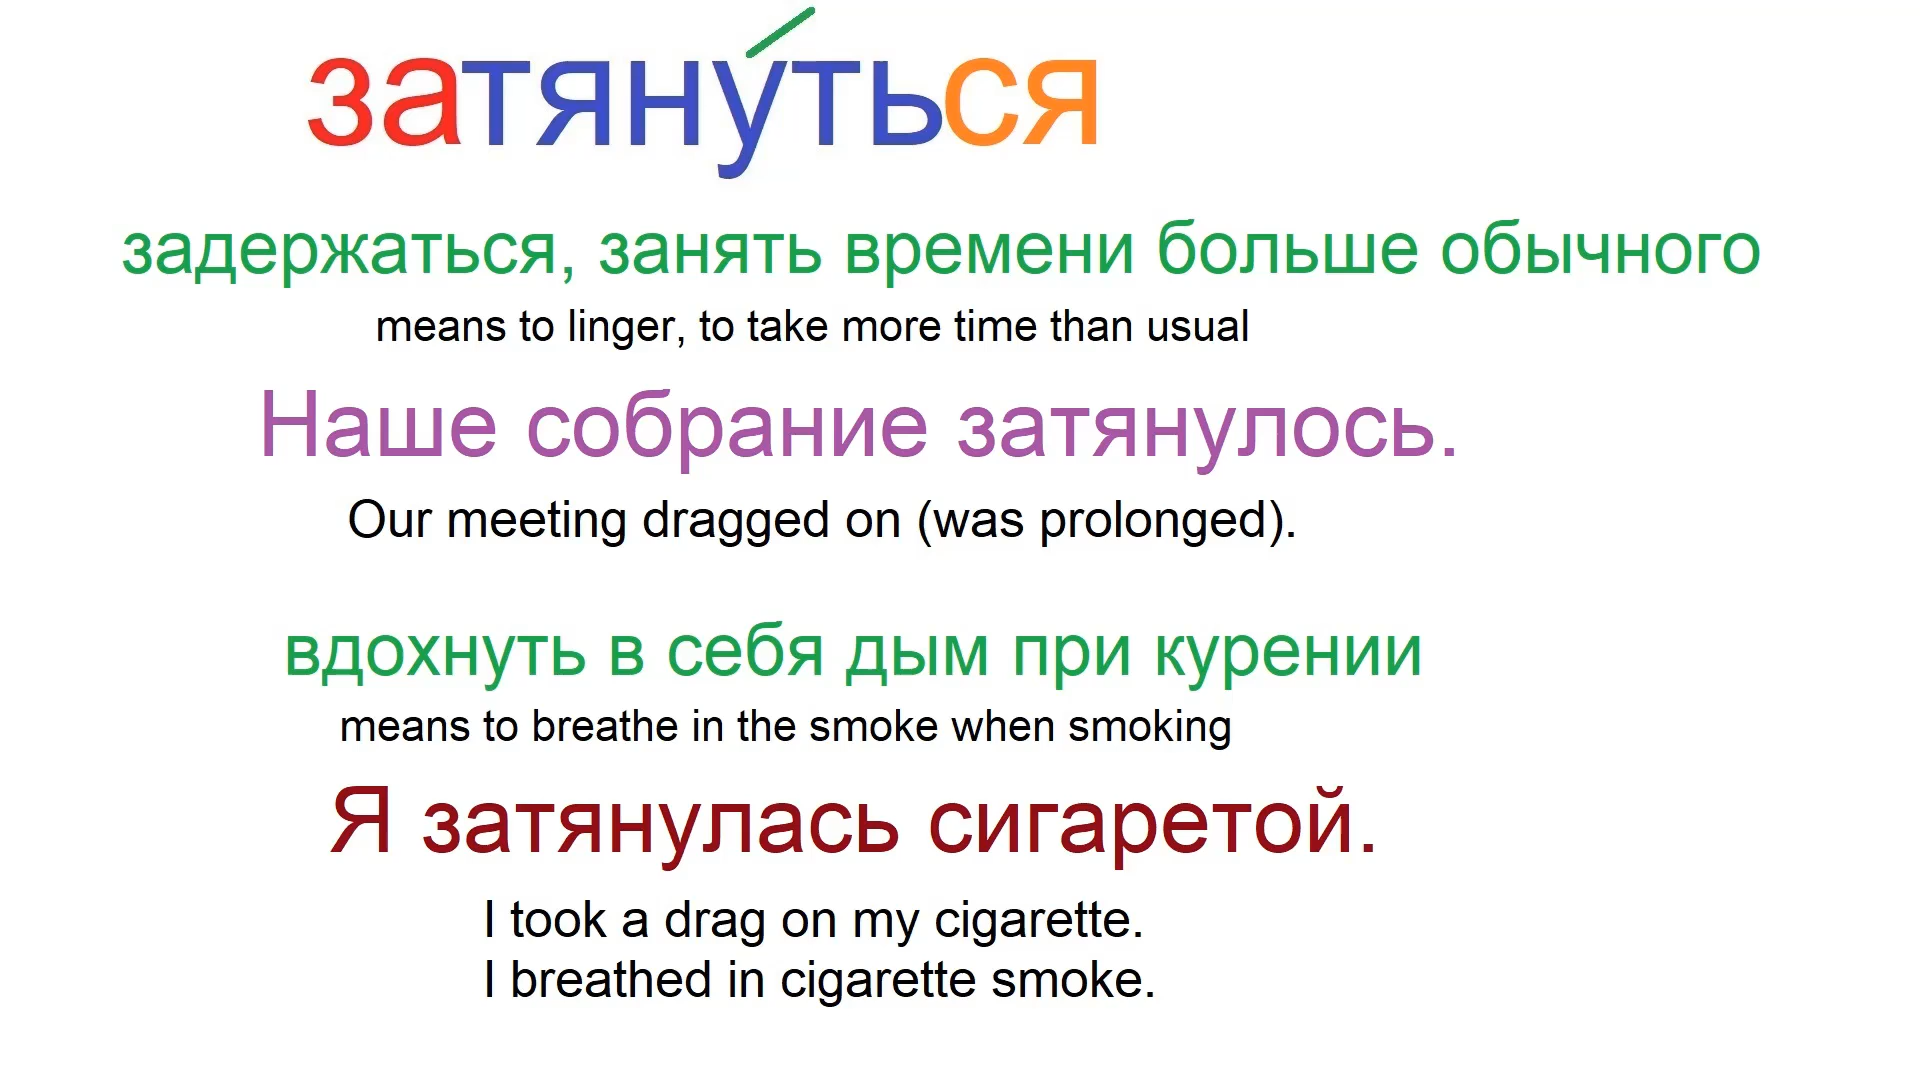 затяну́ться
задержаться, занять времени больше обычного
means to linger, to take more time than usual
Наше собрание затянулось.
Our meeting dragged on (was prolonged).
вдохнуть в себя дым при курении
means to breathe in the smoke when smoking
Я затянулась сигаретой.
I took a drag on my cigarette.
I breathed in cigarette smoke.